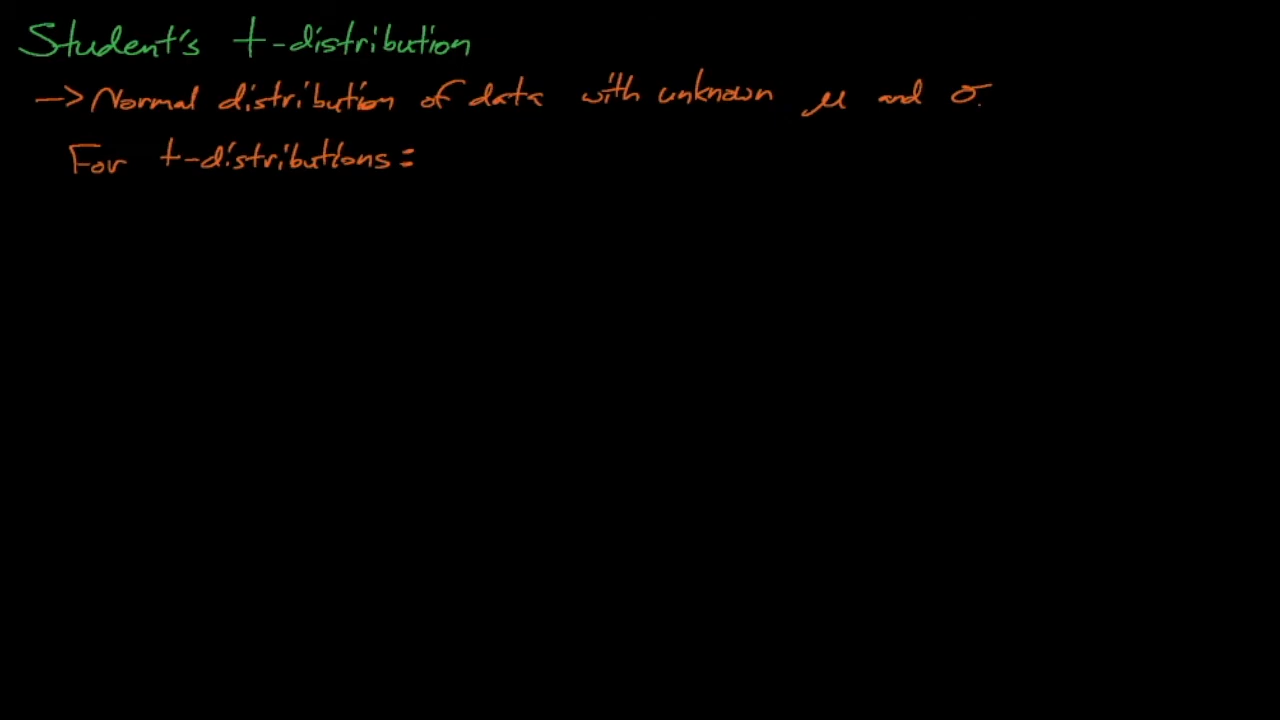 Student's t-distribution
-> Normal distribution of data with unknown μ and σ.
For t-distributions: